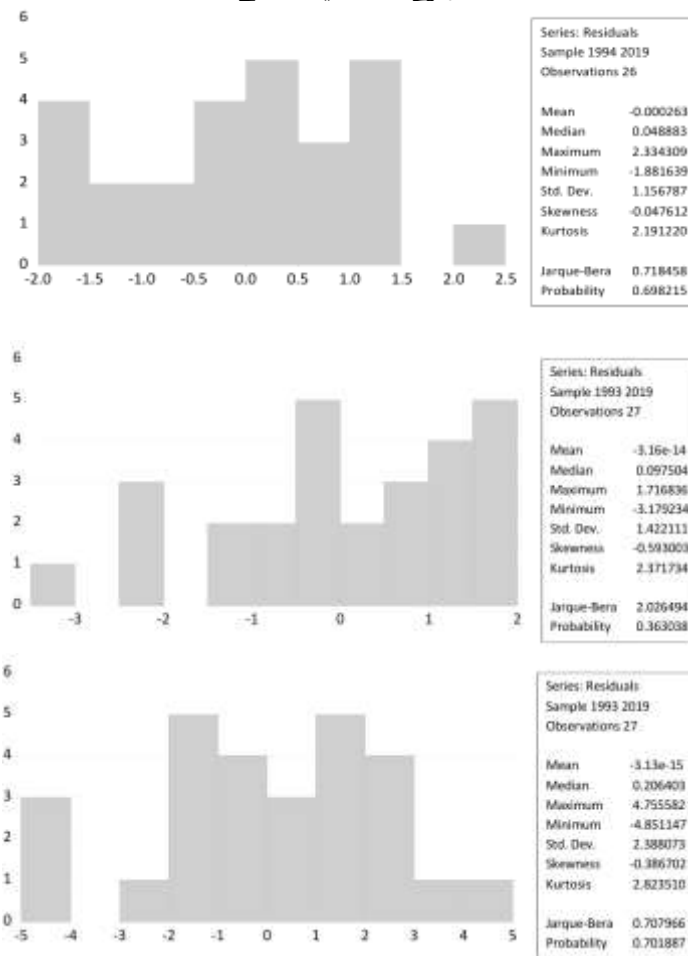 6
5
4
3
2
1
0
-2.0 -1.5 -1.0 -0.5 0.0 0.5 1.0 1.5 2.0 2.5
Series: Residuals
Sample 1994 2019
Observations 26
Mean -0.000263
Median 0.048883
Maximum 2.334309
Minimum -1.881639
Std. Dev. 1.156787
Skewness -0.047612
Kurtosis 2.191220
Jarque-Bera 0.718458
Probability 0.698215
6
5
4
3
2
1
0
-3 -2 -1 0 1 2
Series: Residuals
Sample 1993 2019
Observations 27
Mean -3.16e-14
Median 0.097504
Maximum 1.716836
Minimum -3.179234
Std. Dev. 1.422111
Skewness -0.593003
Kurtosis 2.371734
Jarque-Bera 2.026494
Probability 0.363038
6
5
4
3
2
1
0
-5 -4 -3 -2 -1 0 1 2 3 4 5
Series: Residuals
Sample 1993 2019
Observations 27
Mean -3.13e-15
Median 0.206403
Maximum 4.755582
Minimum -4.851147
Std. Dev. 2.388073
Skewness -0.386702
Kurtosis 2.823510
Jarque-Bera 0.707966
Probability 0.701887